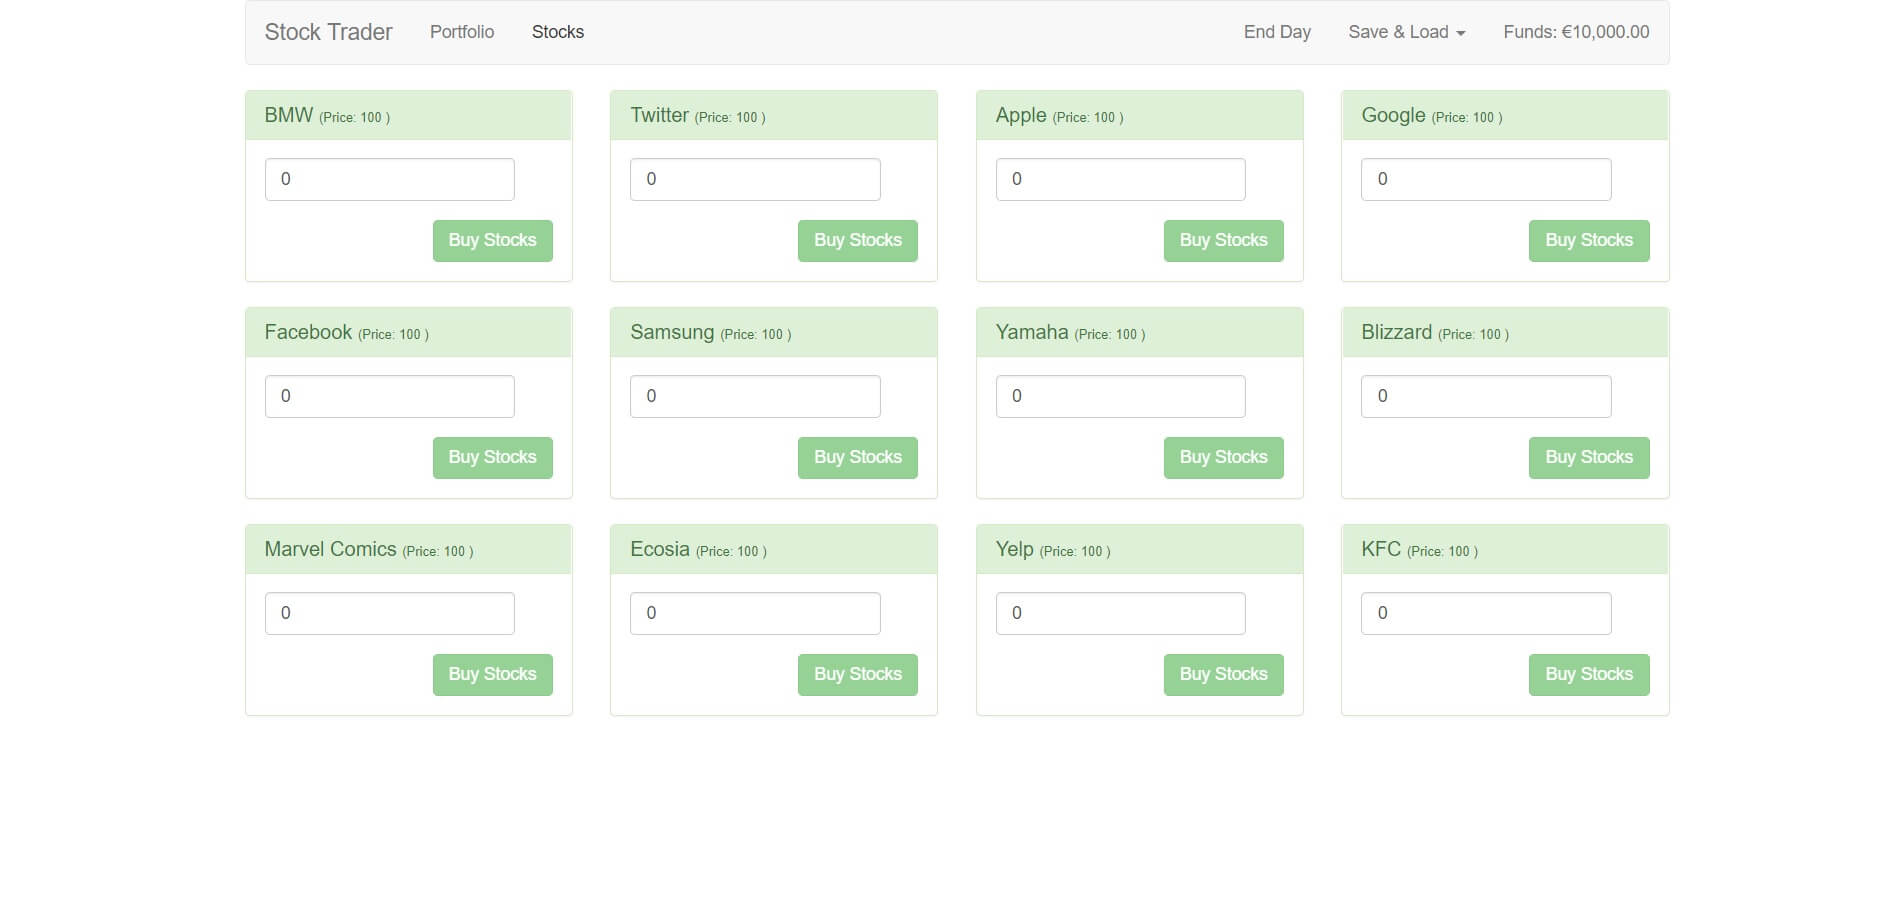 Stock Trader Portfolio Stocks End Day Save & Load Funds: €10,000.00
BMW (Price: 100 ) Twitter (Price: 100 ) Apple (Price: 100 ) Google (Price: 100 )
0 0 0 0
Buy Stocks Buy Stocks Buy Stocks Buy Stocks
Facebook (Price: 100 ) Samsung (Price: 100 ) Yamaha (Price: 100 ) Blizzard (Price: 100 )
0 0 0 0
Buy Stocks Buy Stocks Buy Stocks Buy Stocks
Marvel Comics (Price: 100 ) Ecosia (Price: 100 ) Yelp (Price: 100 ) KFC (Price: 100 )
0 0 0 0
Buy Stocks Buy Stocks Buy Stocks Buy Stocks